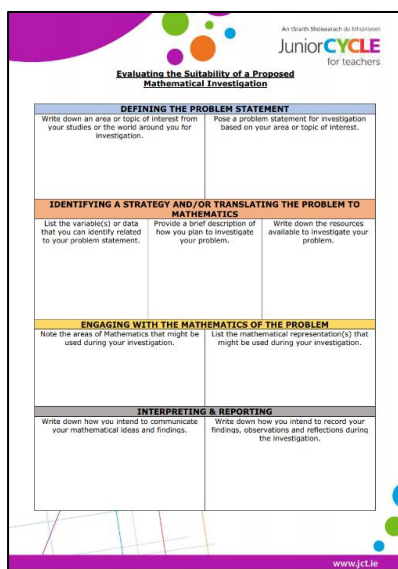 An tSraith Shóisearach do Mhúinteoirí
JuniorCYCLE
for teachers
Evaluating the Suitability of a Proposed
Mathematical Investigation
DEFINING THE PROBLEM STATEMENT
Write down an area or topic of interest from
your studies or the world around you for
investigation.
Pose a problem statement for investigation
based on your area or topic of interest.
IDENTIFYING A STRATEGY AND/OR TRANSLATING THE PROBLEM TO
MATHEMATICS
List the variable(s) or data
that you can identify related
to your problem statement.
Provide a brief description of
how you plan to investigate
your problem.
Write down the resources
available to investigate your
problem.
ENGAGING WITH THE MATHEMATICS OF THE PROBLEM
Note the areas of Mathematics that might be
used during your investigation.
List the mathematical representation(s) that
might be used during your investigation.
INTERPRETING & REPORTING
Write down how you intend to communicate
your mathematical ideas and findings.
Write down how you intend to record your
findings, observations and reflections during
the investigation.
www.jct.ie